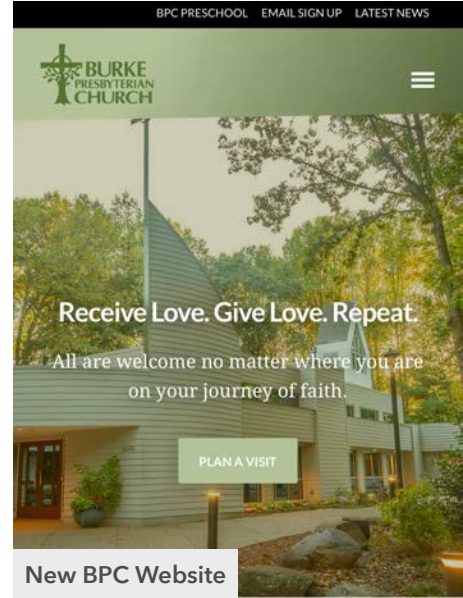 BPC PRESCHOOL EMAIL SIGN UP LATEST NEWS
BURKE
PRESBYTERIAN
CHURCH
Receive Love. Give Love. Repeat.
All are welcome no matter where you are
on your journey of faith.
PLAN A VISIT
New BPC Website